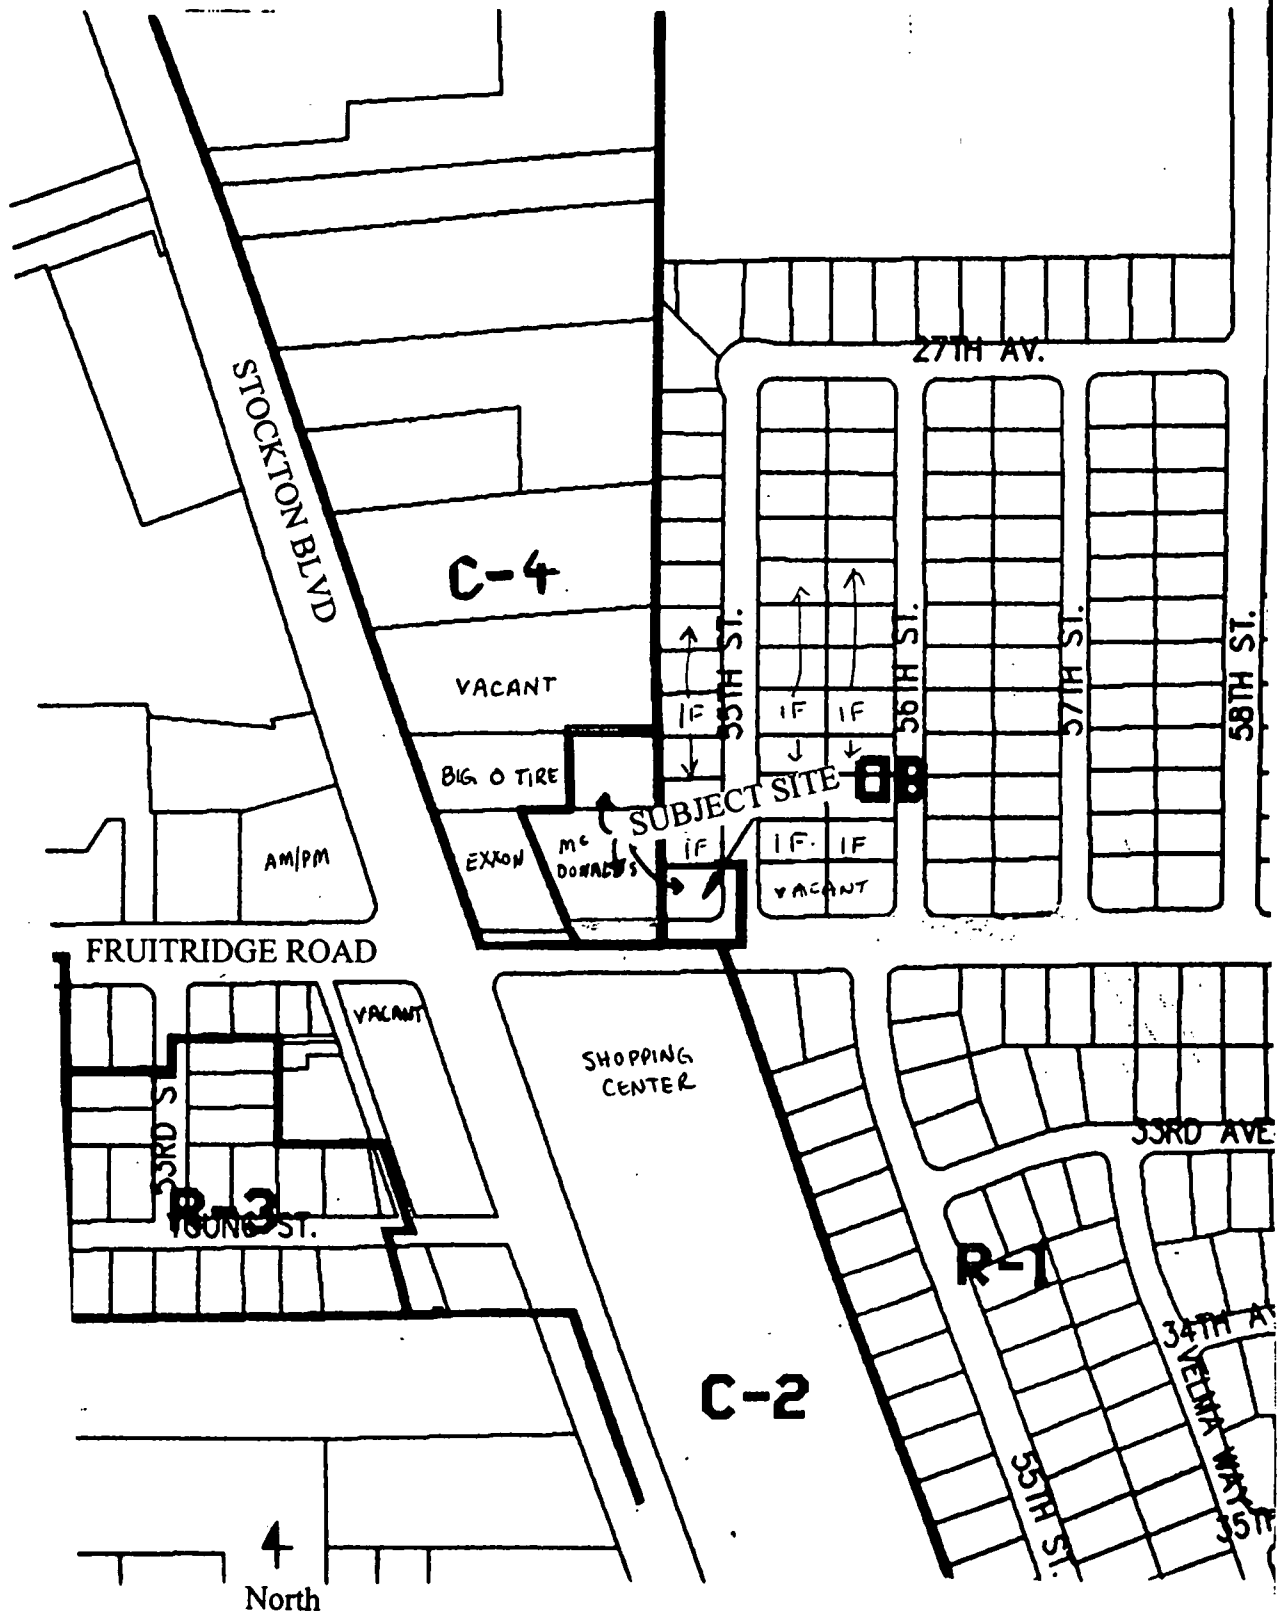 27TH AV.
STOCKTON BLVD
C-4
VACANT
1F
1F
1F
55TH ST.
56TH ST.
57TH ST.
58TH ST.
BIG O TIRE
SUBJECT SITE
AM/PM
EXXON
Mc
DONALDS
1F
1F.
1F
VACANT
FRUITRIDGE ROAD
VACANT
SHOPPING
CENTER
53RD S
33RD AVE
R-3
YOUNG ST.
R-1
34TH AV
VELMA WAY
C-2
55TH ST.
35TH
North